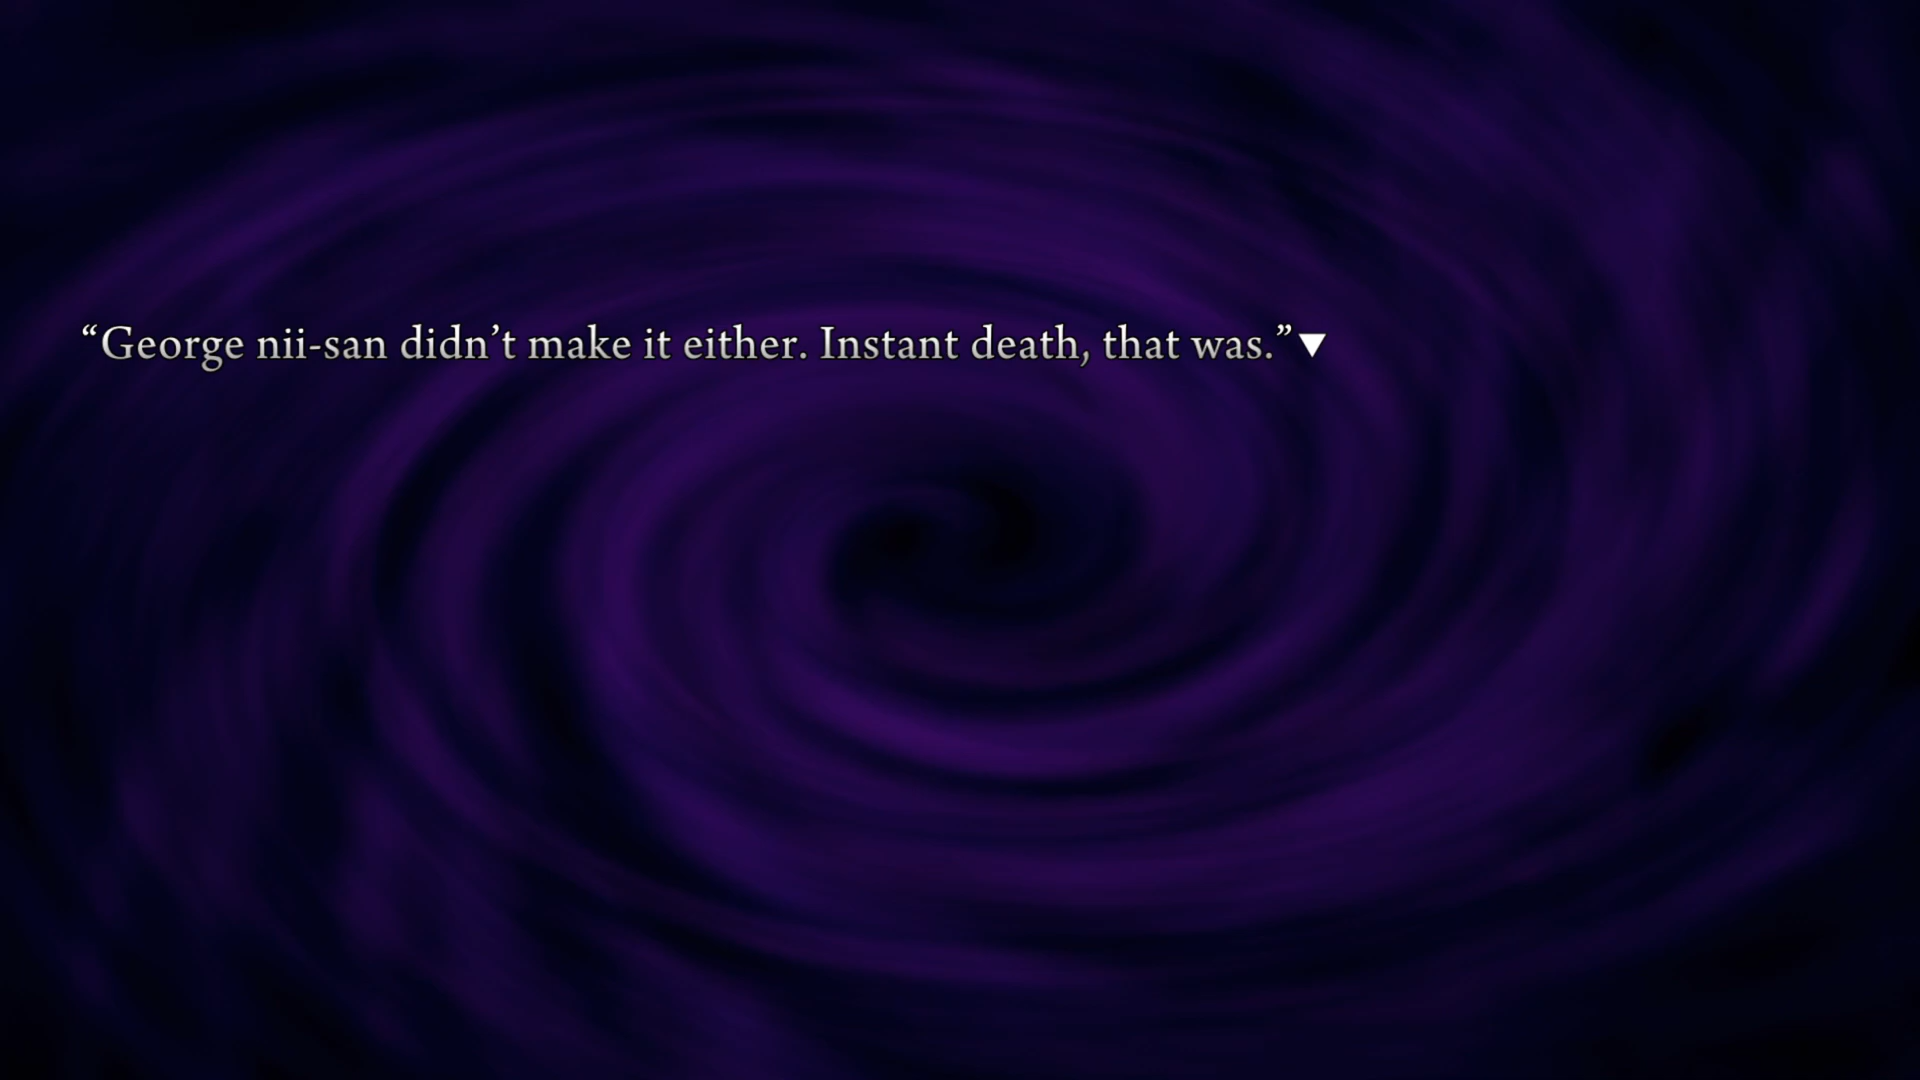 “George nii-san didn’t make it either. Instant death, that was.”▼